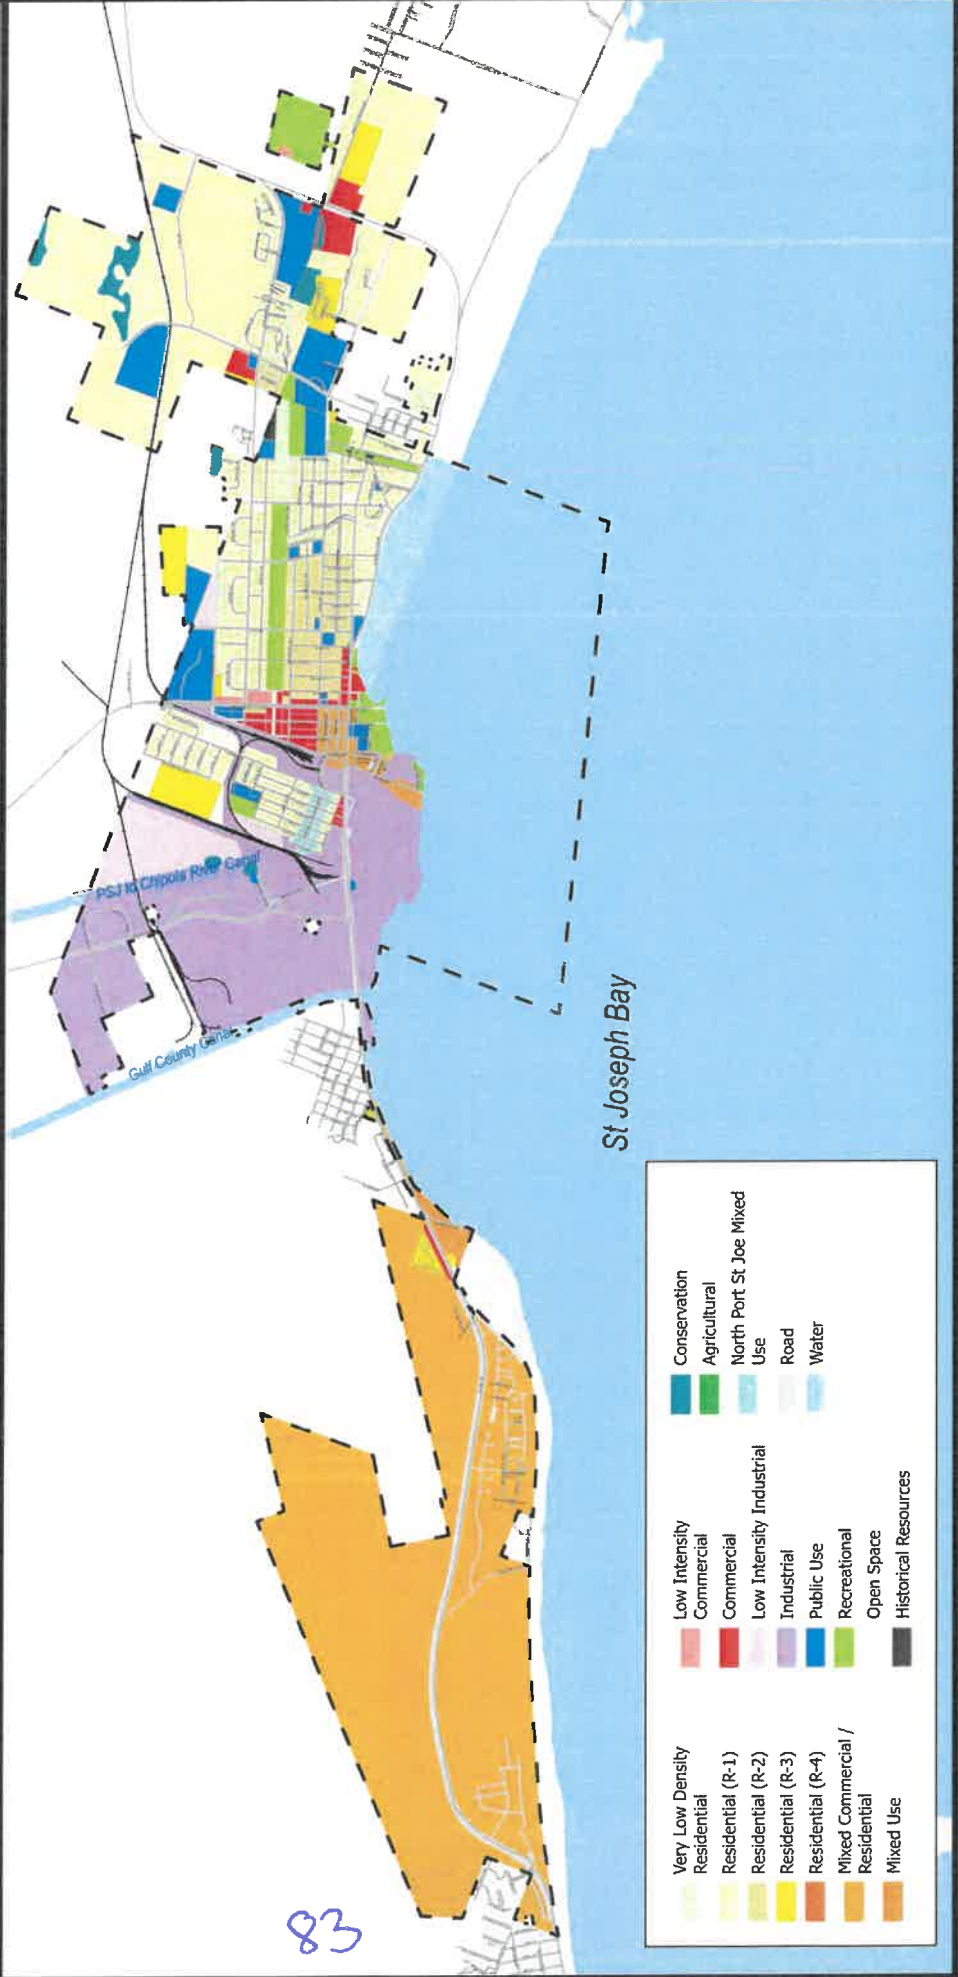 PSJ to Chipola River Canal
Gulf County Canal
St Joseph Bay
Very Low Density
Residential
Residential (R-1)
Residential (R-2)
Residential (R-3)
Residential (R-4)
Mixed Commercial /
Residential
Mixed Use
Low Intensity
Commercial
Commercial
Low Intensity Industrial
Industrial
Public Use
Recreational
Open Space
Historical Resources
Conservation
Agricultural
North Port St Joe Mixed
Use
Road
Water
83